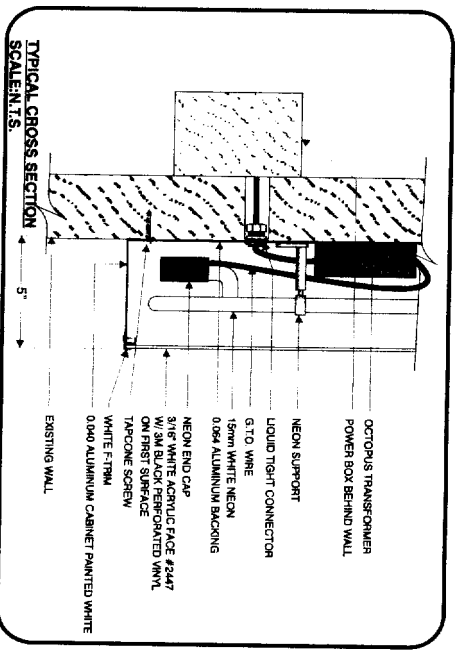 OCTOPUS TRANSFORMER
POWER BOX BEHIND WALL
NEON SUPPORT
LIQUID TIGHT CONNECTOR
G.T.O. WIRE
15mm WHITE NEON
0.064 ALUMINUM BACKING
NEON END CAP
3/16" WHITE ACRYLIC FACE #2447
W/ 3M BLACK PERFORATED VINYL
ON FIRST SURFACE
TAPCONE SCREW
WHITE F-TRIM
0.040 ALUMINUM CABINET PAINTED WHITE
EXISTING WALL
5"
TYPICAL CROSS SECTION
SCALE:N.T.S.